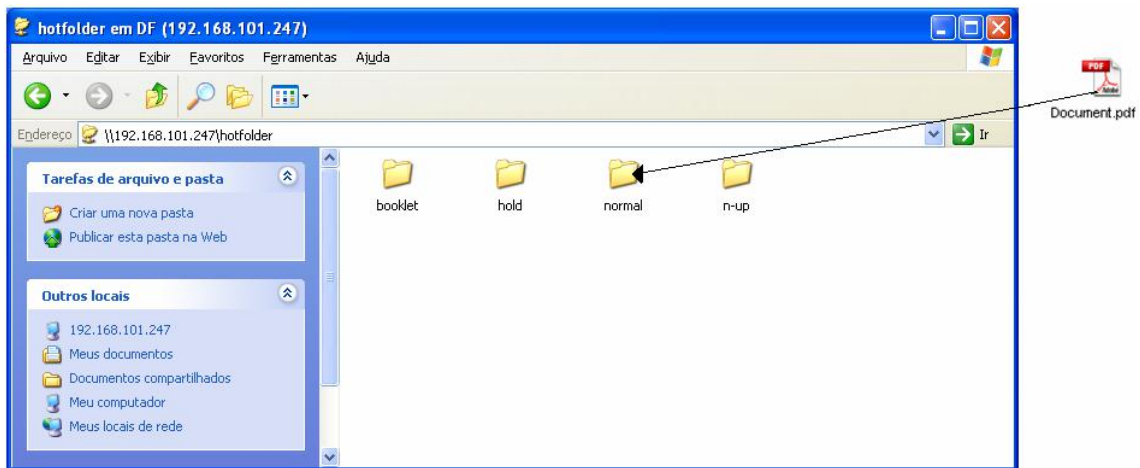 hotfolder em DF (192.168.101.247)
Arquivo Editar Exibir Favoritos Ferramentas Ajuda
Endereço \\192.168.101.247\hotfolder Ir
PDF
Adobe
Document.pdf
Tarefas de arquivo e pasta
Criar uma nova pasta
Publicar esta pasta na Web
Outros locais
192.168.101.247
Meus documentos
Documentos compartilhados
Meu computador
Meus locais de rede
booklet hold normal n-up